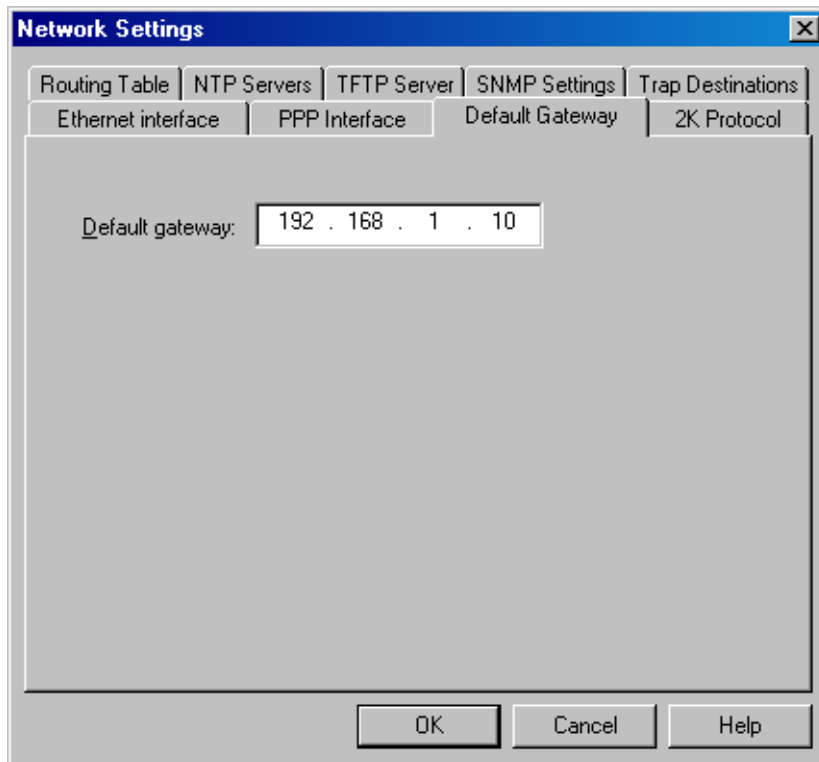 Network Settings
Routing Table NTP Servers TFTP Server SNMP Settings Trap Destinations
Ethernet interface PPP Interface Default Gateway 2K Protocol
Default gateway: 192 . 168 . 1 . 10
OK Cancel Help